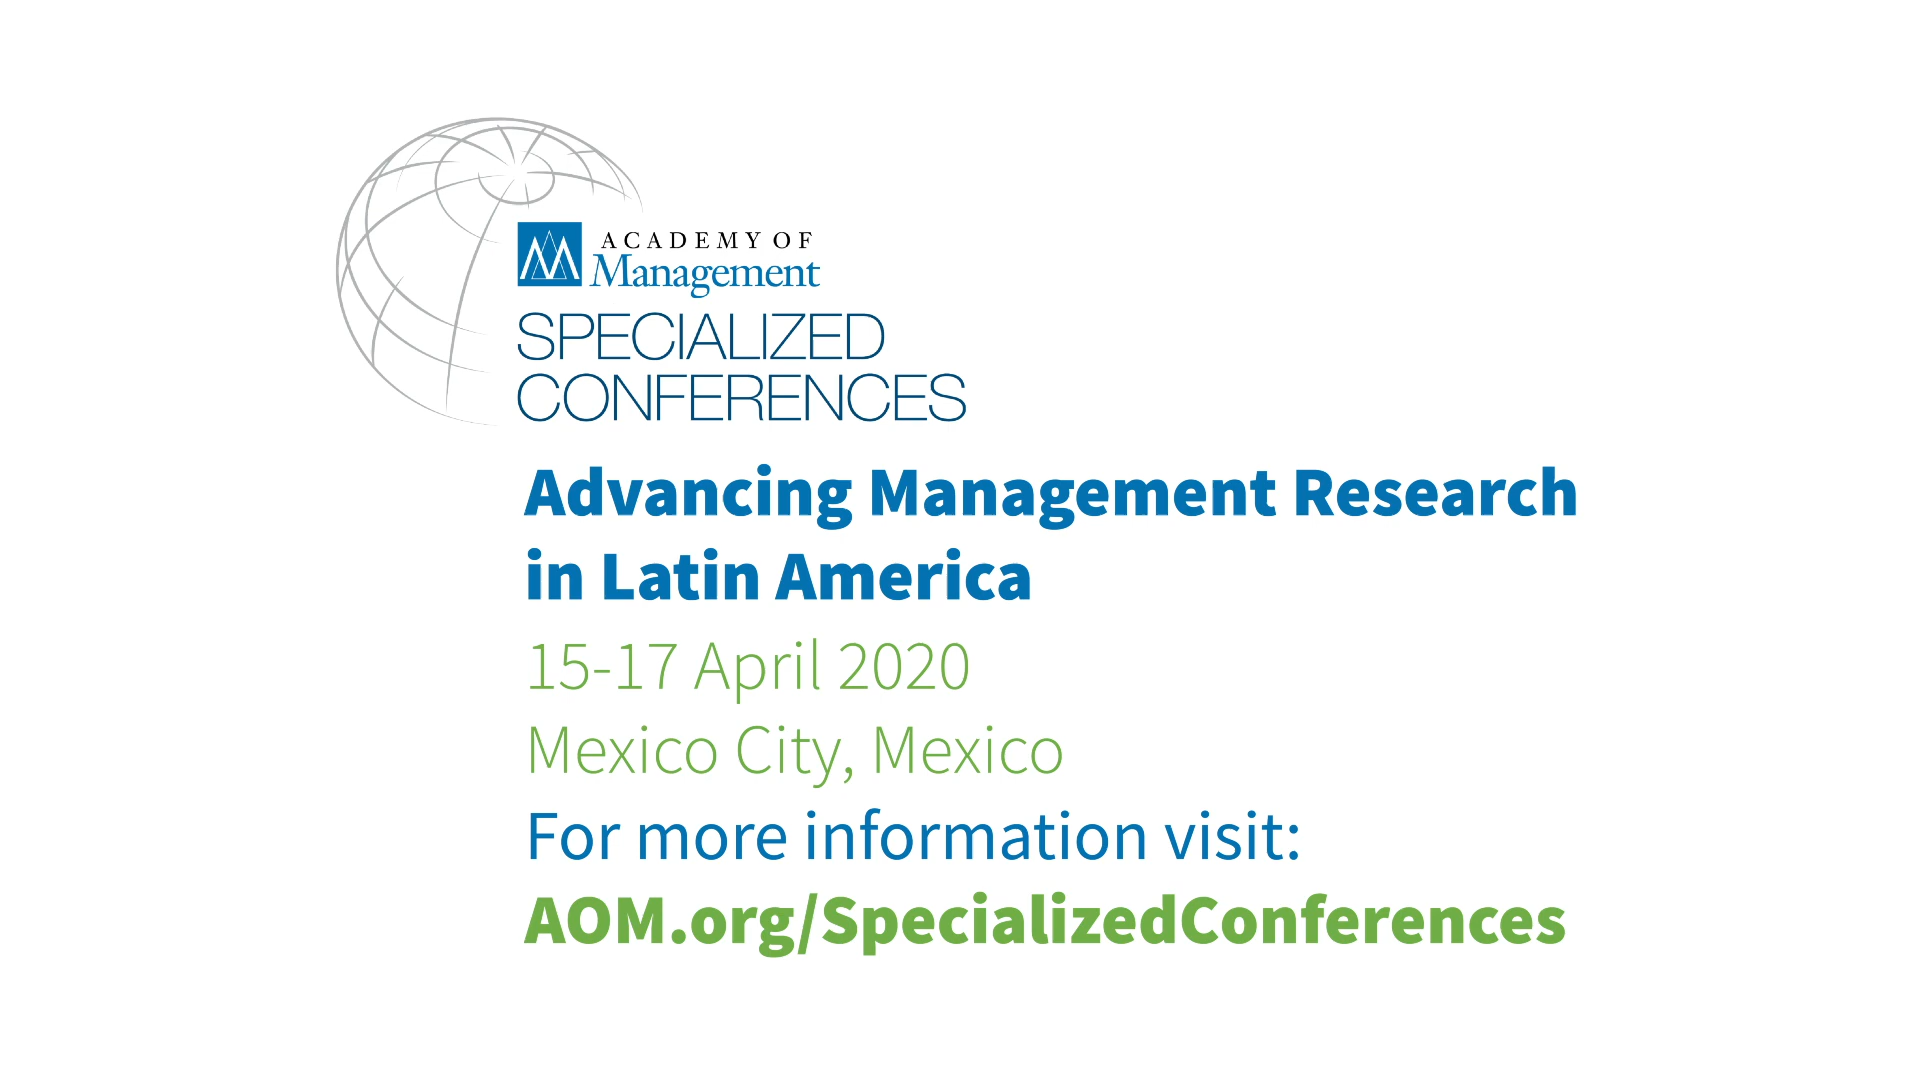 ACADEMY OF
Management
SPECIALIZED
CONFERENCES
Advancing Management Research
in Latin America
15-17 April 2020
Mexico City, Mexico
For more information visit:
AOM.org/SpecializedConferences